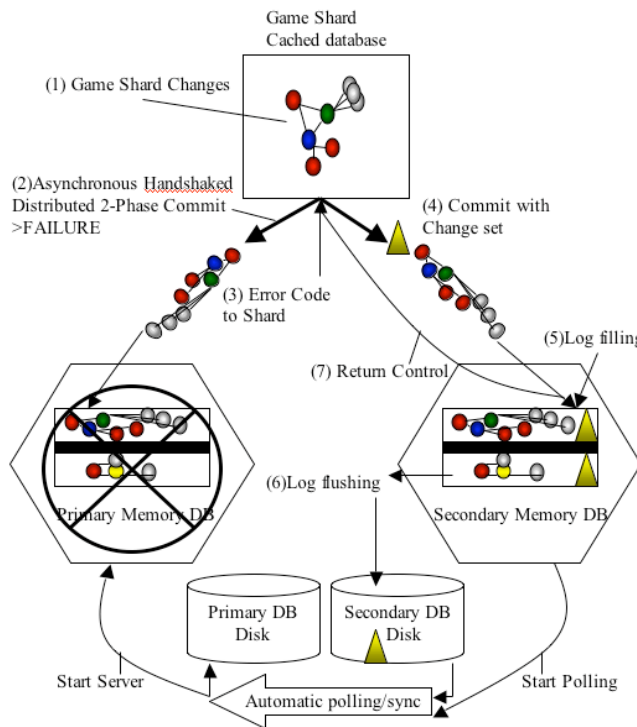 Game Shard
Cached database
(1) Game Shard Changes
(2)Asynchronous Handshaked
Distributed 2-Phase Commit
>FAILURE
(4) Commit with
Change set
(3) Error Code
to Shard
(5)Log filling
(7) Return Control
(6)Log flushing
Primary Memory DB
Secondary Memory DB
Primary DB
Disk
Secondary DB
Disk
Start Server
Automatic polling/sync
Start Polling